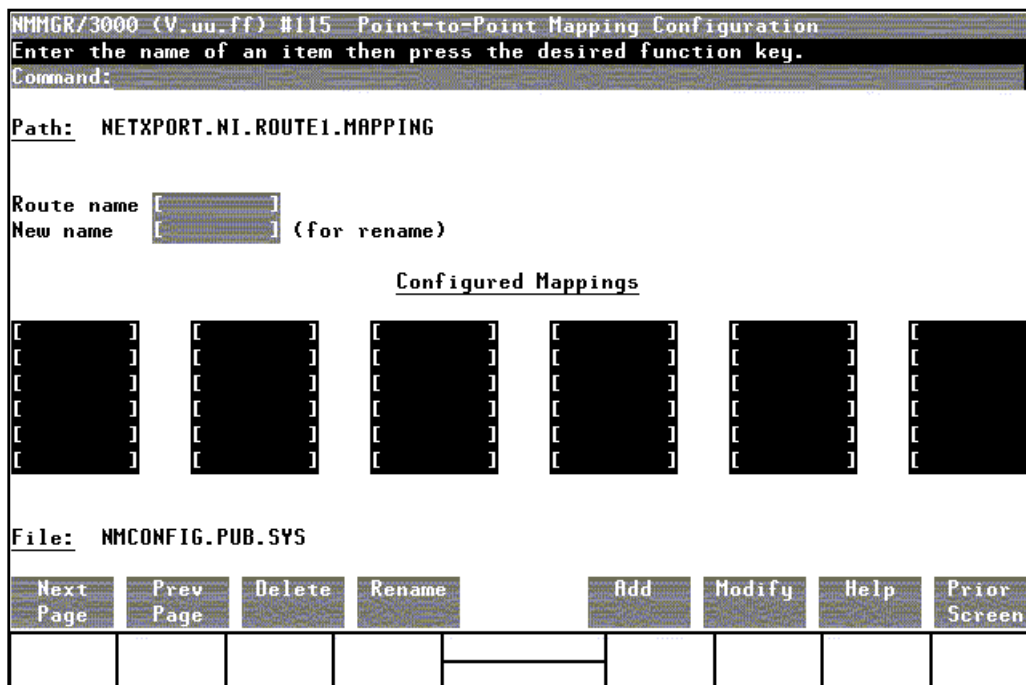 NMMGR/3000 (V.uu.ff) #115 Point-to-Point Mapping Configuration
Enter the name of an item then press the desired function key.
Command:
Path: NETXPORT.NI.ROUTE1.MAPPING
Route name [ ]
New name [ ] (for rename)
Configured Mappings
[ ] [ ] [ ] [ ] [ ] [
[ ] [ ] [ ] [ ] [ ] [
[ ] [ ] [ ] [ ] [ ] [
[ ] [ ] [ ] [ ] [ ] [
[ ] [ ] [ ] [ ] [ ] [
[ ] [ ] [ ] [ ] [ ] [
File: NMCONFIG.PUB.SYS
Next Prev Delete Rename Add Modify Help Prior
Page Page Screen